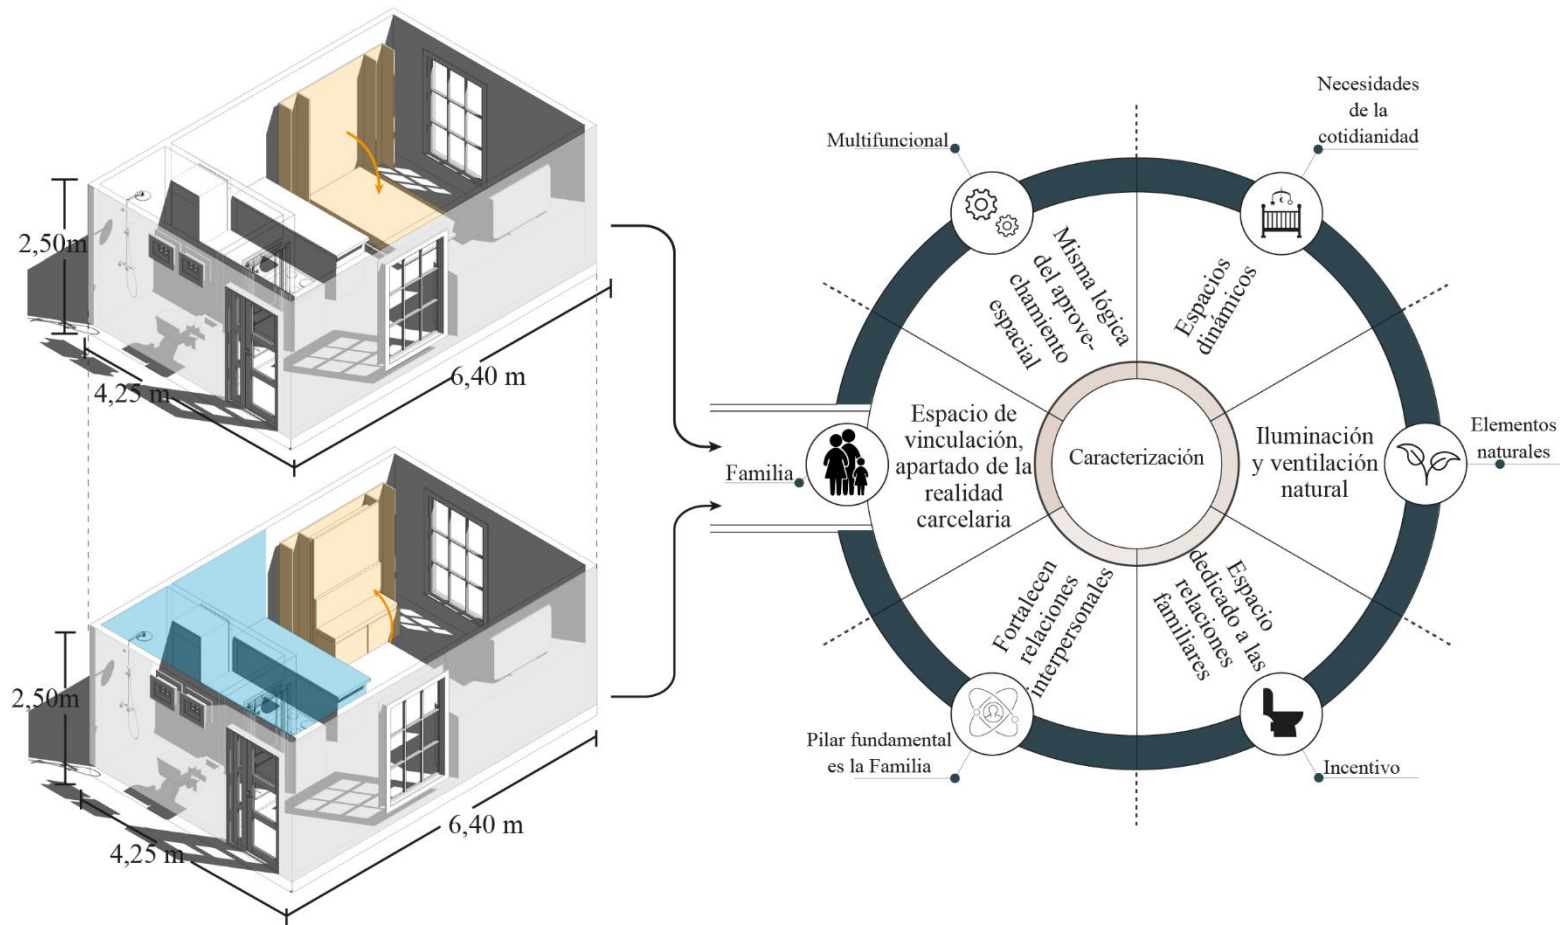 2,50m
4,25 m
6,40 m
2,50m
4,25 m
6,40 m
Multifuncional
Necesidades
de la
cotidianidad
Misma lógica
del aprove-
chamiento
espacial
Espacios
dinámicos
Familia
Espacio de
vinculación,
apartado de la
realidad
carcelaria
Caracterización
Iluminación
y ventilación
natural
Elementos
naturales
Fortalecen
relaciones
interpersonales
Espacio
dedicado a las
relaciones
familiares
Pilar fundamental
es la Familia
Incentivo